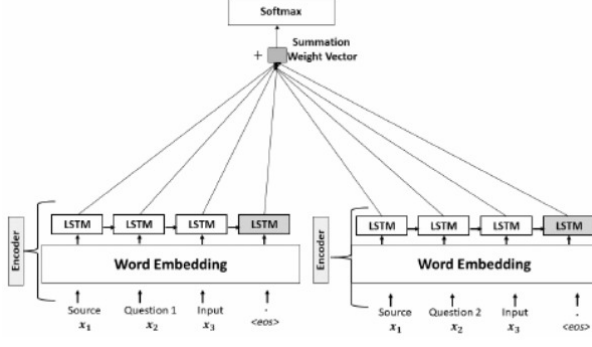 Softmax
+ Summation
Weight Vector
LSTM LSTM LSTM LSTM
LSTM LSTM LSTM LSTM
Encoder
Word Embedding
Encoder
Word Embedding
Source Question 1 Input .
x₁ x₂ x₃ <eos>
Source Question 2 Input .
x₁ x₂ x₃ <eos>